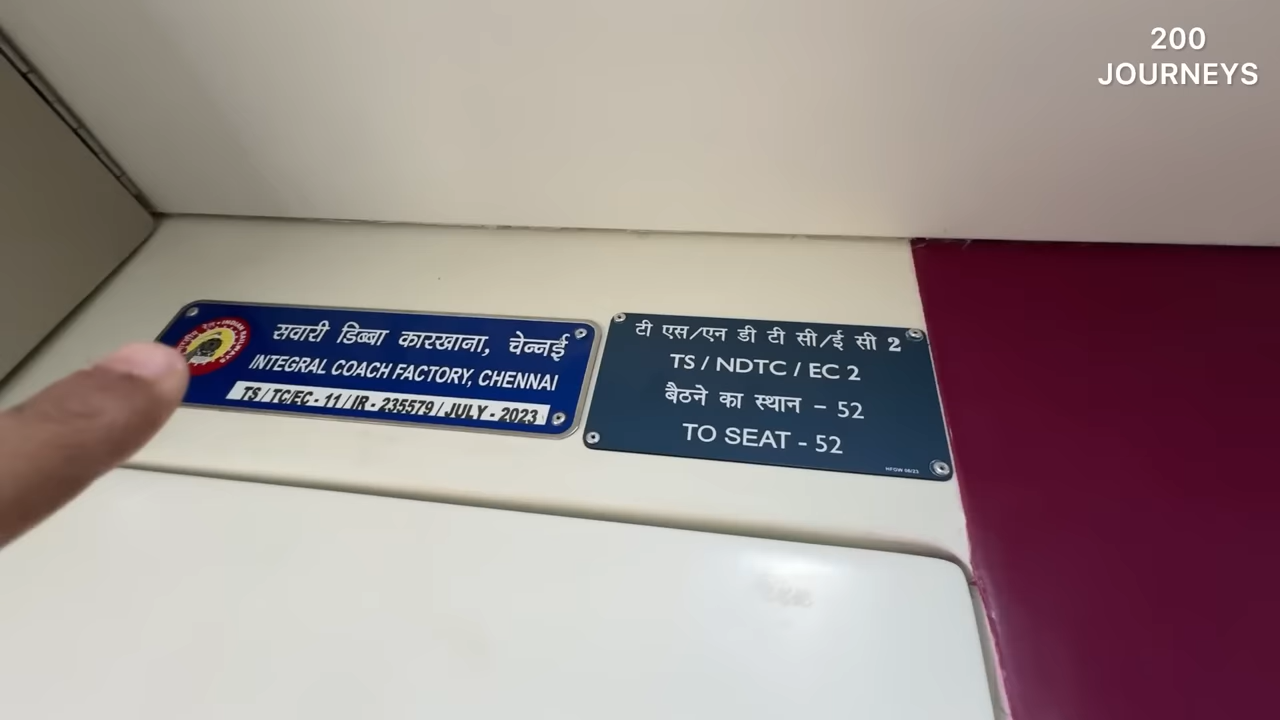 200
JOURNEYS
सवारी डिब्बा कारखाना, चेन्नई
INTEGRAL COACH FACTORY, CHENNAI
TS / TC/EC - 11 / IR - 235579 / JULY - 2023
टी एस/एन डी टी सी/ई सी 2
TS / NDTC / EC 2
बैठने का स्थान – 52
TO SEAT - 52